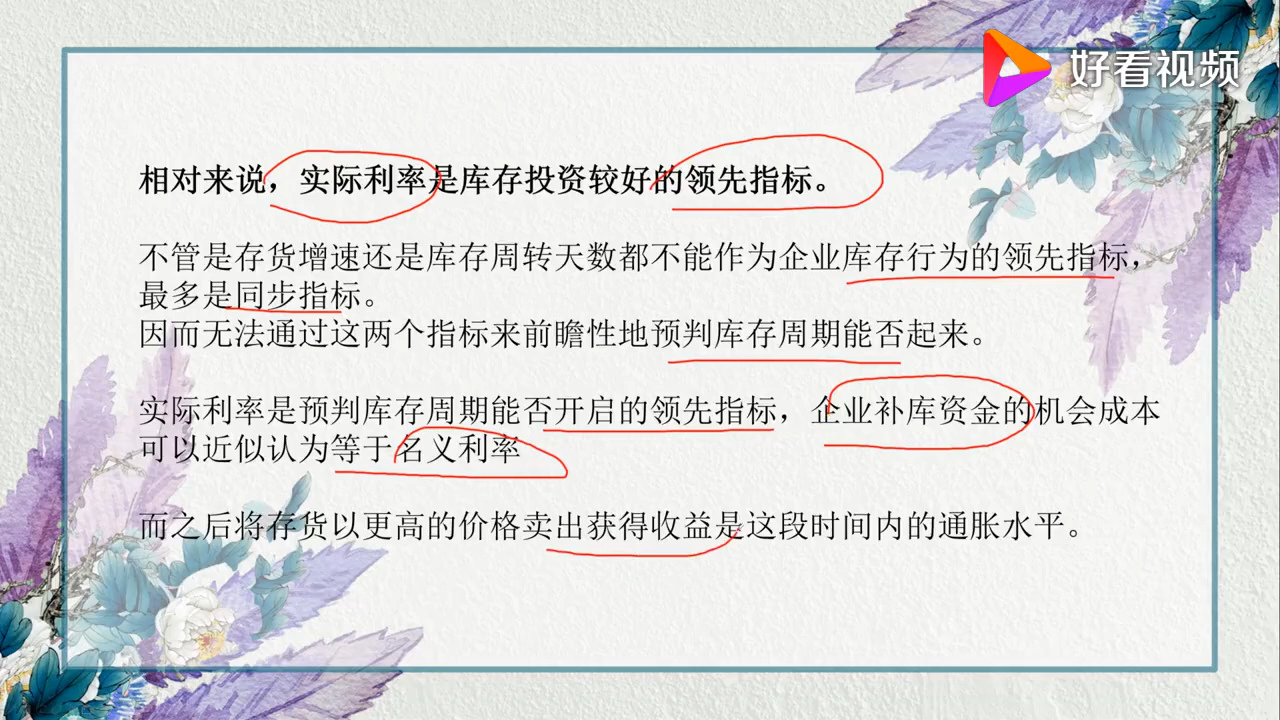 好看视频
相对来说，实际利率是库存投资较好的领先指标。
不管是存货增速还是库存周转天数都不能作为企业库存行为的领先指标，
最多是同步指标。
因而无法通过这两个指标来前瞻性地预判库存周期能否起来。
实际利率是预判库存周期能否开启的领先指标，企业补库资金的机会成本
可以近似认为等于名义利率
而之后将存货以更高的价格卖出获得收益是这段时间内的通胀水平。